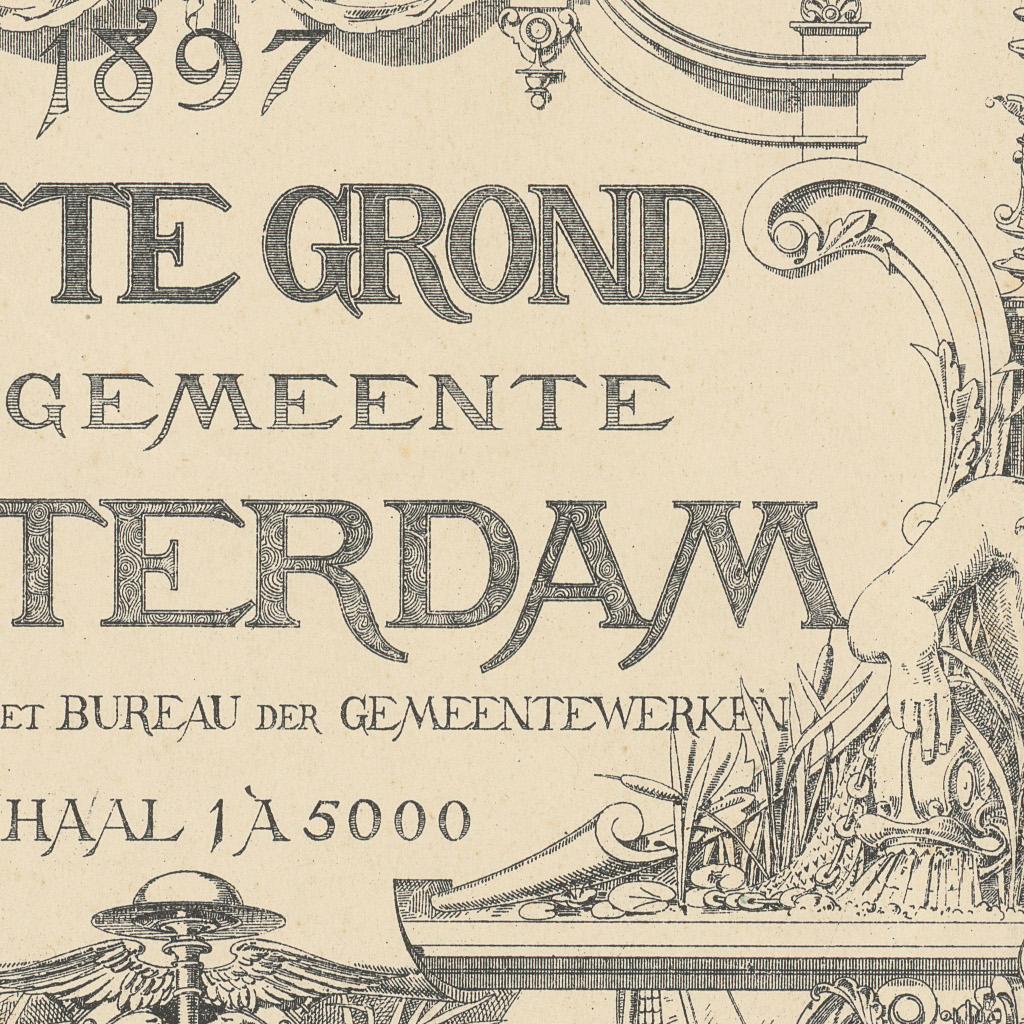 1897
TE GROND
GEMEENTE
TERDAM
ET BUREAU DER GEMEENTEWERKEN
HAAL 1 À 5000